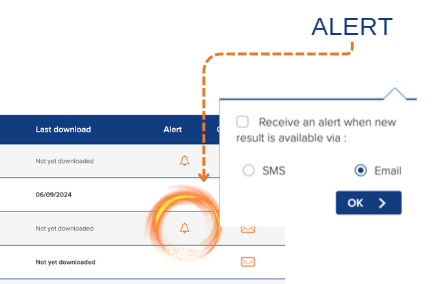 ALERT
Receive an alert when new
result is available via :
SMS Email
OK
Last download Alert
Not yet downloaded
06/09/2024
Not yet downloaded
Not yet downloaded